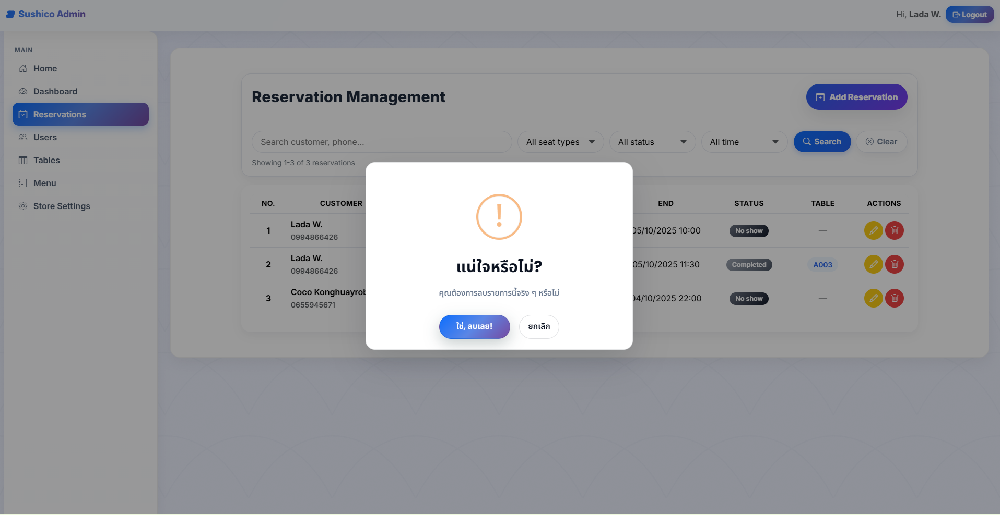 Sushico Admin
Hi, Lada W.
Logout
MAIN
Home
Dashboard
Reservations
Users
Tables
Menu
Store Settings
Reservation Management
Add Reservation
Search customer, phone...
All seat types
All status
All time
Search
Clear
Showing 1-3 of 3 reservations
NO. CUSTOMER END STATUS TABLE ACTIONS
1 Lada W. 05/10/2025 10:00 No show —
0994866426
2 Lada W. 05/10/2025 11:30 Completed A003
0994866426
3 Coco Konghuayrob 04/10/2025 22:00 No show —
0655945671
!
แน่ใจหรือไม่?
คุณต้องการลบรายการนี้จริง ๆ หรือไม่
ใช่, ลบเลย!
ยกเลิก